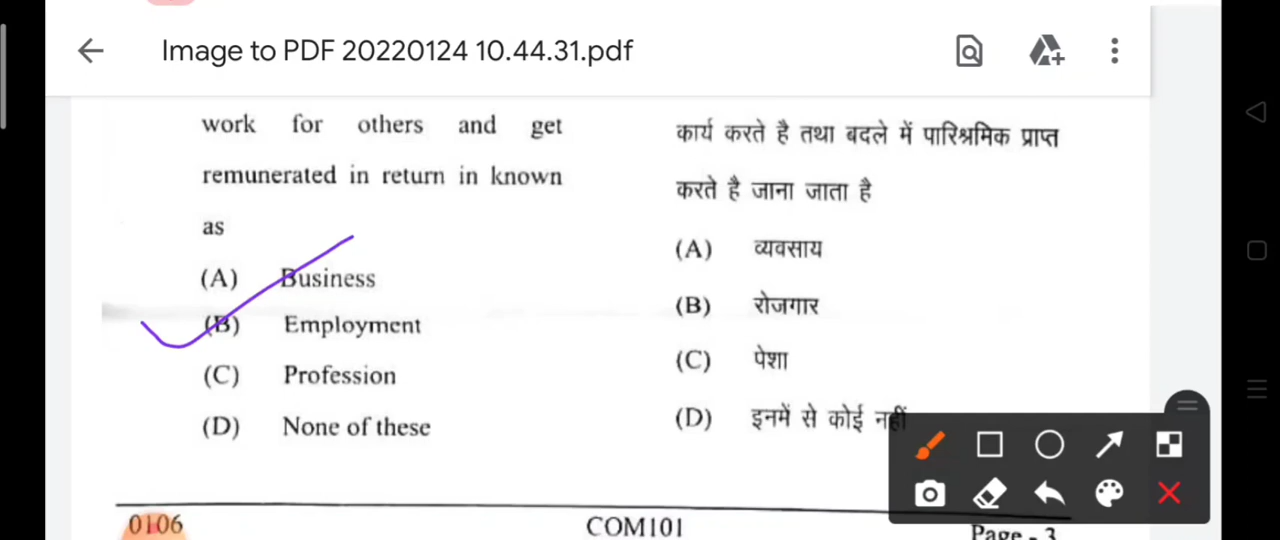 Image to PDF 20220124 10.44.31.pdf
work for others and get
remunerated in return in known
as
(A) Business
(B) Employment
(C) Profession
(D) None of these
कार्य करते है तथा बदले में पारिश्रमिक प्राप्त
करते है जाना जाता है
(A) व्यवसाय
(B) रोजगार
(C) पेशा
(D) इनमें से कोई नहीं
0106 COM101 Page - 3